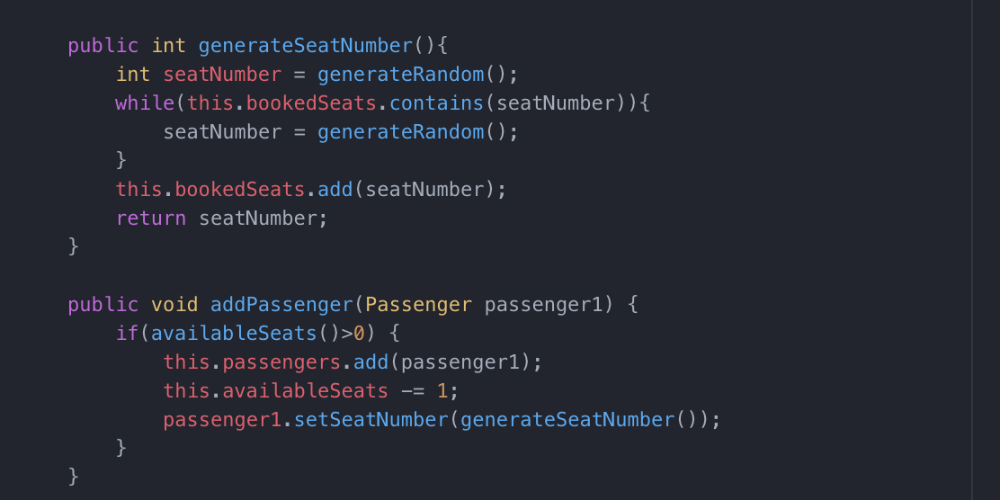 public int generateSeatNumber(){
    int seatNumber = generateRandom();
    while(this.bookedSeats.contains(seatNumber)){
        seatNumber = generateRandom();
    }
    this.bookedSeats.add(seatNumber);
    return seatNumber;
}

public void addPassenger(Passenger passenger1) {
    if(availableSeats()>0) {
        this.passengers.add(passenger1);
        this.availableSeats -= 1;
        passenger1.setSeatNumber(generateSeatNumber());
    }
}